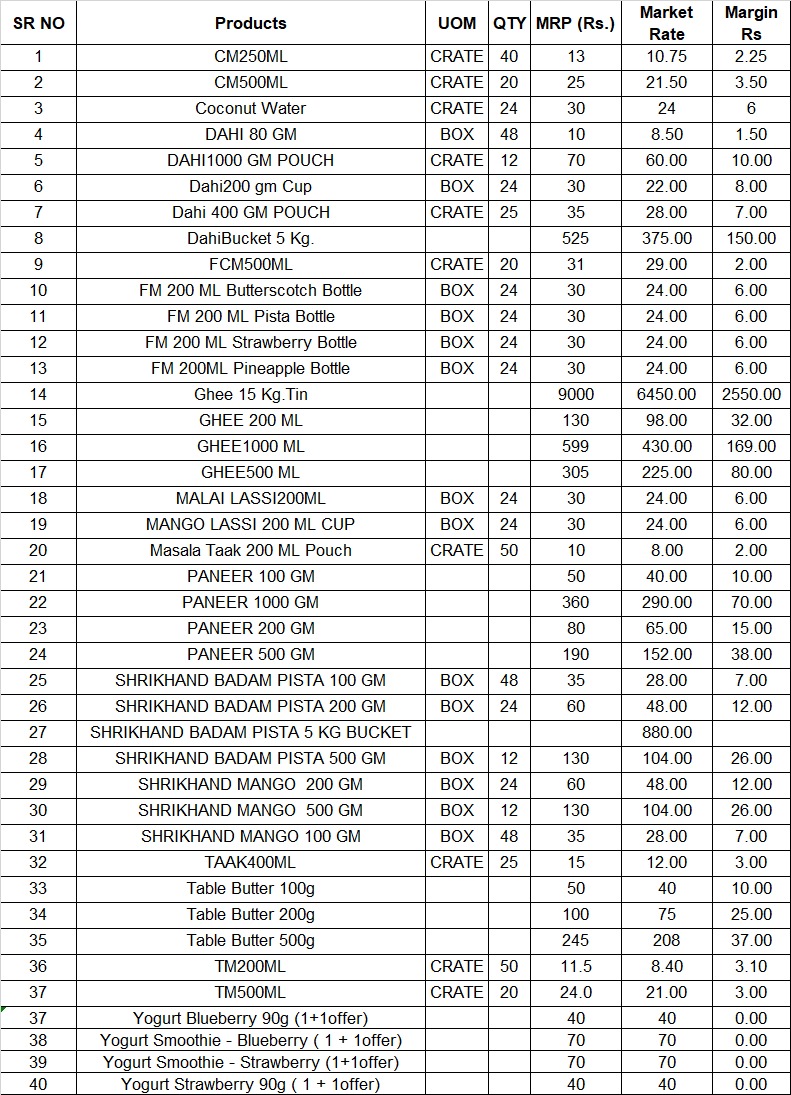 SR NO Products UOM QTY MRP (Rs.) Market Rate Margin Rs
1 CM250ML CRATE 40 13 10.75 2.25
2 CM500ML CRATE 20 25 21.50 3.50
3 Coconut Water CRATE 24 30 24 6
4 DAHI 80 GM BOX 48 10 8.50 1.50
5 DAHI1000 GM POUCH CRATE 12 70 60.00 10.00
6 Dahi200 gm Cup BOX 24 30 22.00 8.00
7 Dahi 400 GM POUCH CRATE 25 35 28.00 7.00
8 DahiBucket 5 Kg. 525 375.00 150.00
9 FCM500ML CRATE 20 31 29.00 2.00
10 FM 200 ML Butterscotch Bottle BOX 24 30 24.00 6.00
11 FM 200 ML Pista Bottle BOX 24 30 24.00 6.00
12 FM 200 ML Strawberry Bottle BOX 24 30 24.00 6.00
13 FM 200ML Pineapple Bottle BOX 24 30 24.00 6.00
14 Ghee 15 Kg.Tin 9000 6450.00 2550.00
15 GHEE 200 ML 130 98.00 32.00
16 GHEE1000 ML 599 430.00 169.00
17 GHEE500 ML 305 225.00 80.00
18 MALAI LASSI200ML BOX 24 30 24.00 6.00
19 MANGO LASSI 200 ML CUP BOX 24 30 24.00 6.00
20 Masala Taak 200 ML Pouch CRATE 50 10 8.00 2.00
21 PANEER 100 GM 50 40.00 10.00
22 PANEER 1000 GM 360 290.00 70.00
23 PANEER 200 GM 80 65.00 15.00
24 PANEER 500 GM 190 152.00 38.00
25 SHRIKHAND BADAM PISTA 100 GM BOX 48 35 28.00 7.00
26 SHRIKHAND BADAM PISTA 200 GM BOX 24 60 48.00 12.00
27 SHRIKHAND BADAM PISTA 5 KG BUCKET 880.00
28 SHRIKHAND BADAM PISTA 500 GM BOX 12 130 104.00 26.00
29 SHRIKHAND MANGO  200 GM BOX 24 60 48.00 12.00
30 SHRIKHAND MANGO  500 GM BOX 12 130 104.00 26.00
31 SHRIKHAND MANGO 100 GM BOX 48 35 28.00 7.00
32 TAAK400ML CRATE 25 15 12.00 3.00
33 Table Butter 100g 50 40 10.00
34 Table Butter 200g 100 75 25.00
35 Table Butter 500g 245 208 37.00
36 TM200ML CRATE 50 11.5 8.40 3.10
37 TM500ML CRATE 20 24.0 21.00 3.00
37 Yogurt Blueberry 90g (1+1offer) 40 40 0.00
38 Yogurt Smoothie - Blueberry ( 1 + 1offer) 70 70 0.00
39 Yogurt Smoothie - Strawberry (1+1offer) 70 70 0.00
40 Yogurt Strawberry 90g ( 1 + 1offer) 40 40 0.00